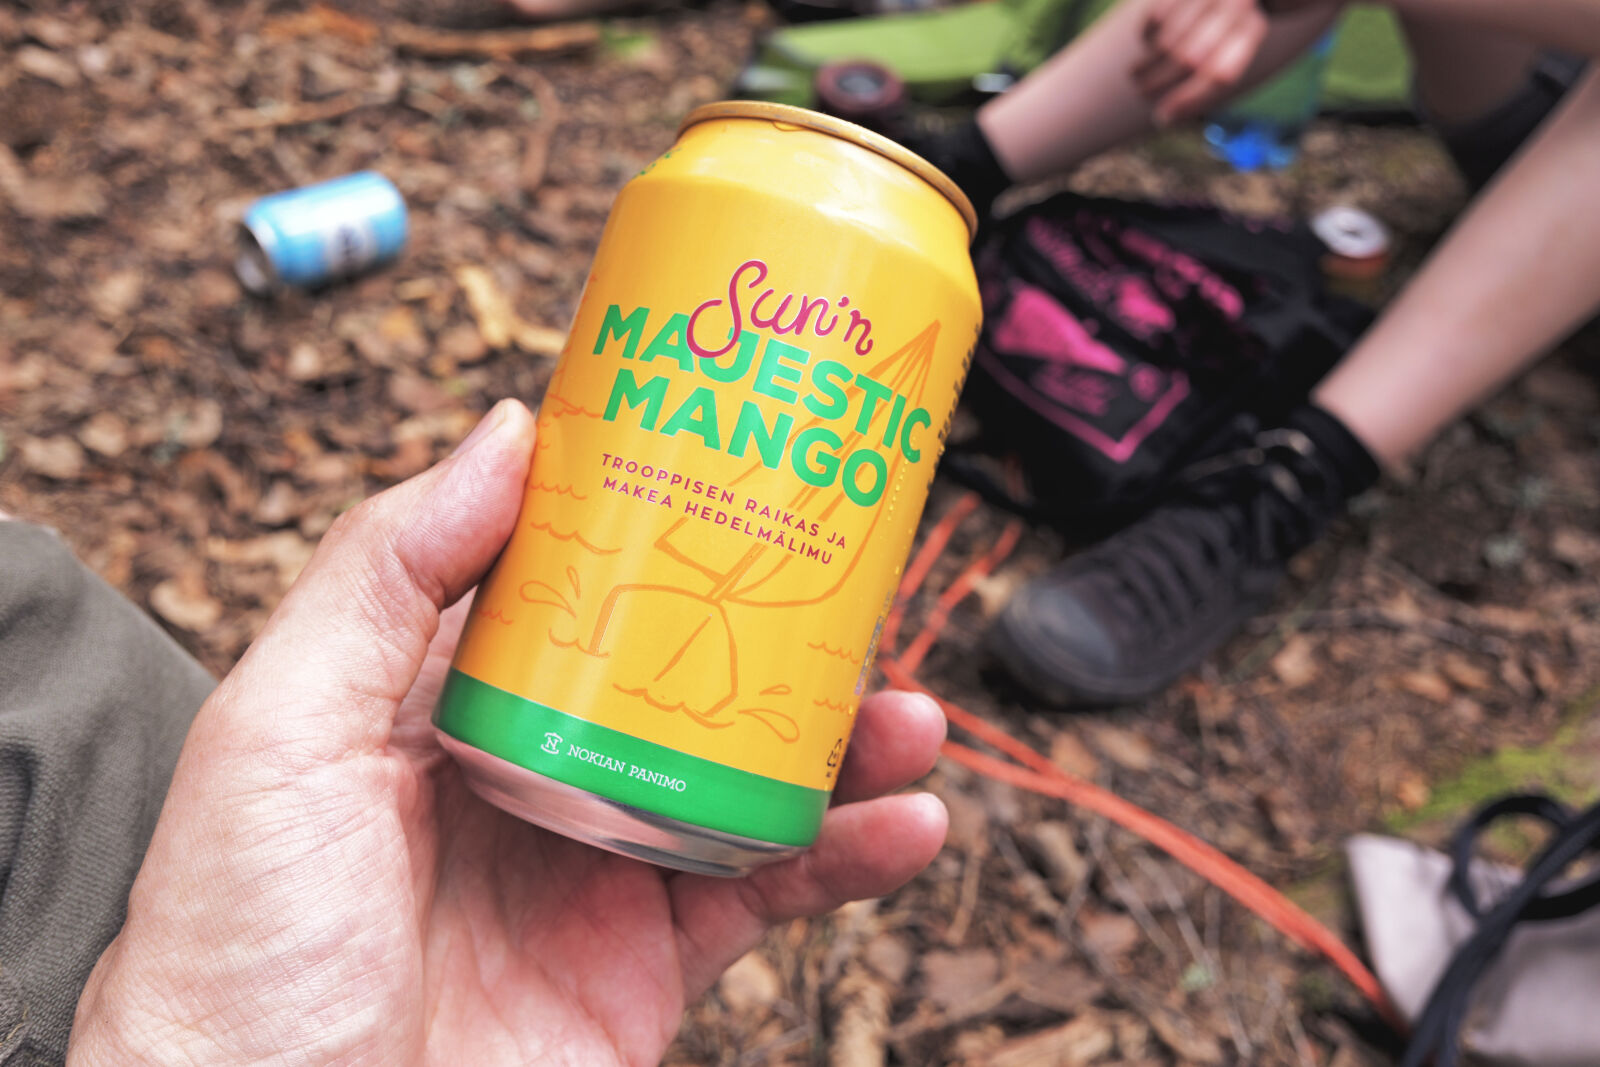 Sun'n
MAJESTIC
MANGO
TROOPPISEN RAIKAS JA
MAKEA HEDELMÄLIMU
N NOKIAN PANIMO